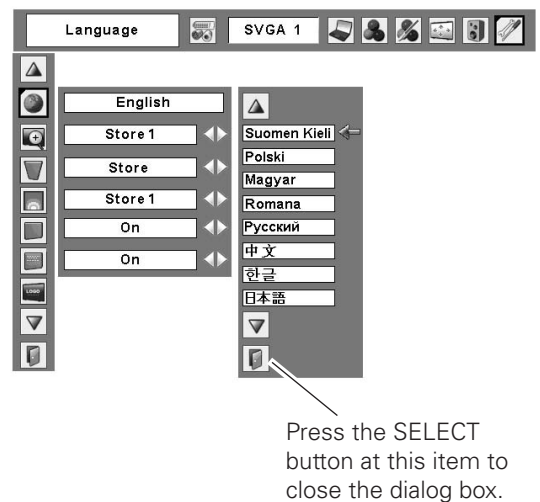 Language
SVGA 1
English
Store 1
Store
Store 1
On
On
Suomen Kieli
Polski
Magyar
Romana
Русский
中文
한글
日本語
LOGO
Press the SELECT
button at this item to
close the dialog box.